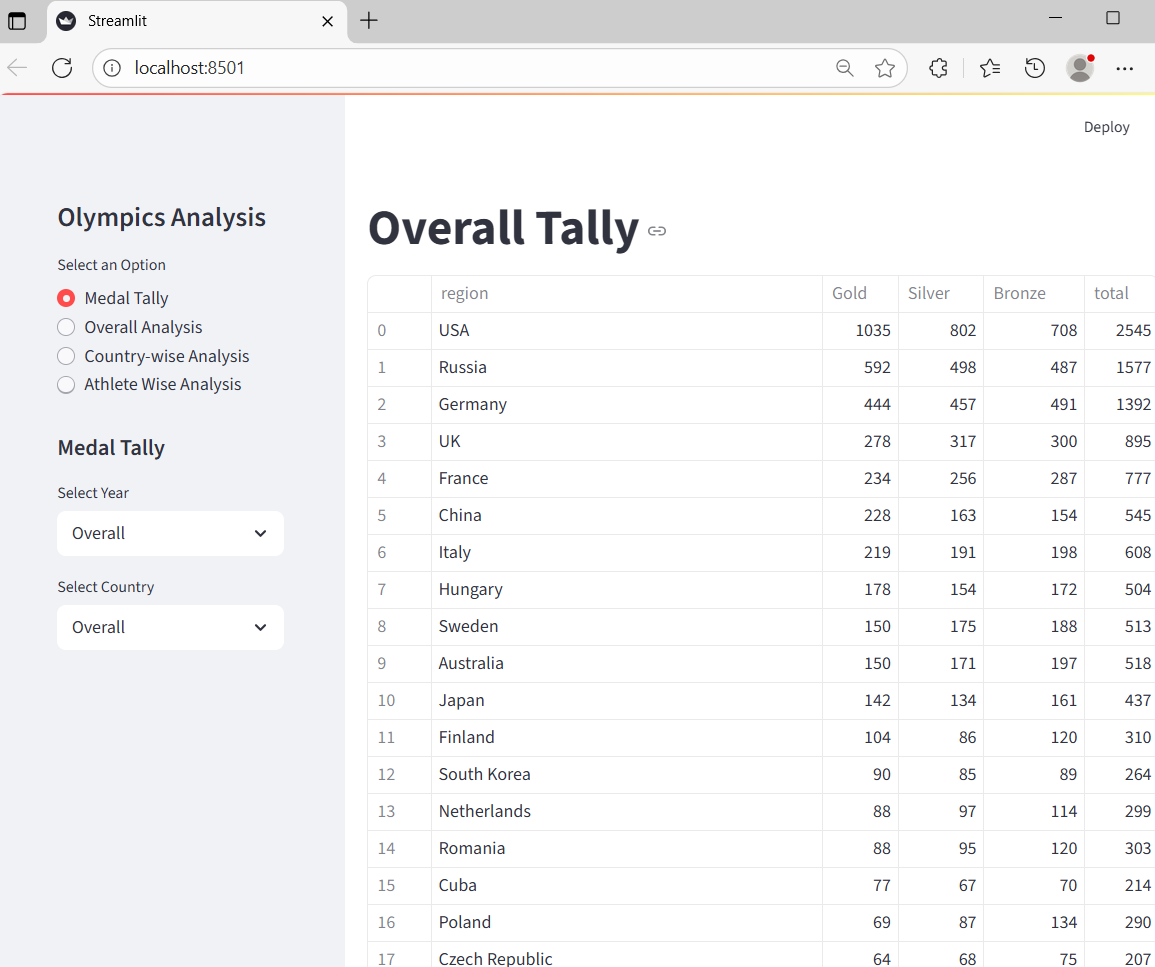 Streamlit
localhost:8501
Deploy
Olympics Analysis
Select an Option
Medal Tally
Overall Analysis
Country-wise Analysis
Athlete Wise Analysis
Medal Tally
Select Year
Overall
Select Country
Overall
Overall Tally
region Gold Silver Bronze total
0 USA 1035 802 708 2545
1 Russia 592 498 487 1577
2 Germany 444 457 491 1392
3 UK 278 317 300 895
4 France 234 256 287 777
5 China 228 163 154 545
6 Italy 219 191 198 608
7 Hungary 178 154 172 504
8 Sweden 150 175 188 513
9 Australia 150 171 197 518
10 Japan 142 134 161 437
11 Finland 104 86 120 310
12 South Korea 90 85 89 264
13 Netherlands 88 97 114 299
14 Romania 88 95 120 303
15 Cuba 77 67 70 214
16 Poland 69 87 134 290
17 Czech Republic 64 68 75 207